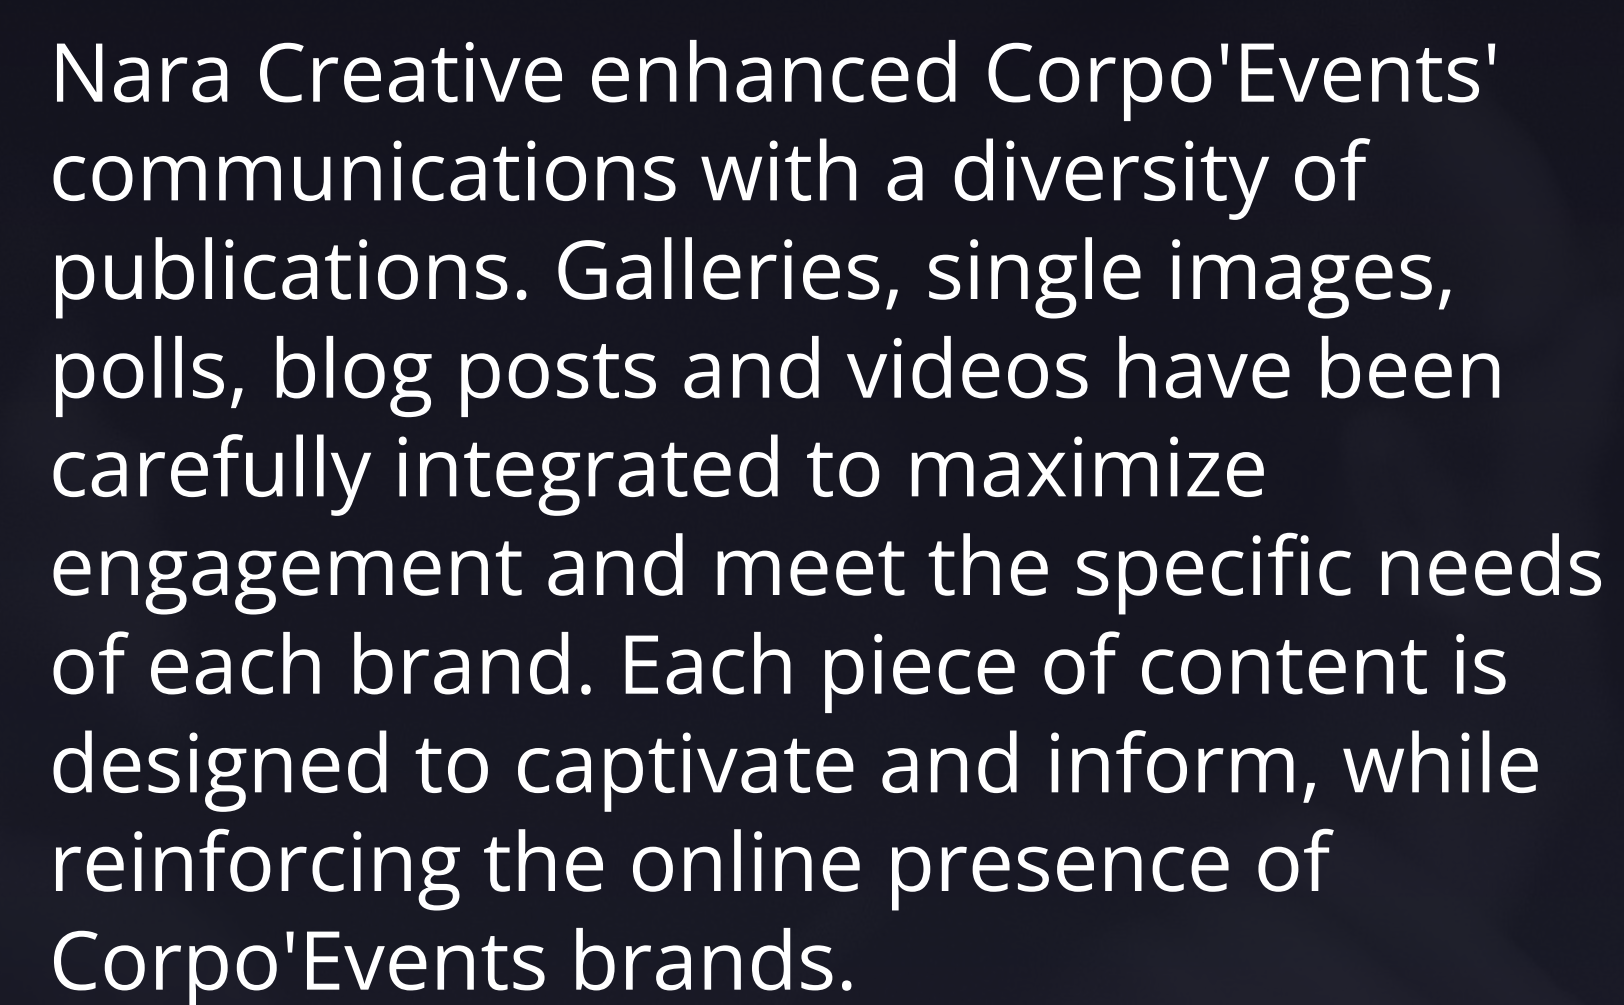 Nara Creative enhanced Corpo'Events'
communications with a diversity of
publications. Galleries, single images,
polls, blog posts and videos have been
carefully integrated to maximize
engagement and meet the specific needs
of each brand. Each piece of content is
designed to captivate and inform, while
reinforcing the online presence of
Corpo'Events brands.